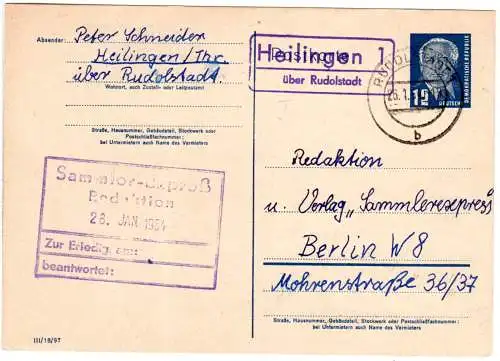 Absender: Peter Schneider
Heilingen/Thr.
über Rudolstadt
Wohnort, auch Zustell- oder Leitpostamt
Straße, Hausnummer, Gebäudeteil, Stockwerk oder
Postschließfachnummer;
bei Untermietern auch Name des Vermieters
Postkarte
Heilingen 1
über Rudolstadt
RUDOLSTADT
b
12
DEUTSCHE
DEMOKRATISCHE REPUBLIK
Sammler-Expreß
Redaktion
28. JAN 1954
Zur Erledig. am:
beantwortet:
Redaktion
u. Verlag „Sammlerexpress"
Berlin W8
Mohrenstraße 36/37
Straße, Hausnummer, Gebäudeteil, Stockwerk oder Postschließfachnummer;
bei Untermietern auch Name des Vermieters
III/18/97